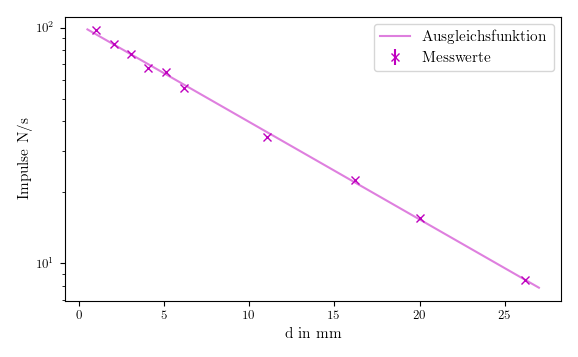 10²
10¹
Impulse N/s
Ausgleichsfunktion
Messwerte
0 5 10 15 20 25
d in mm